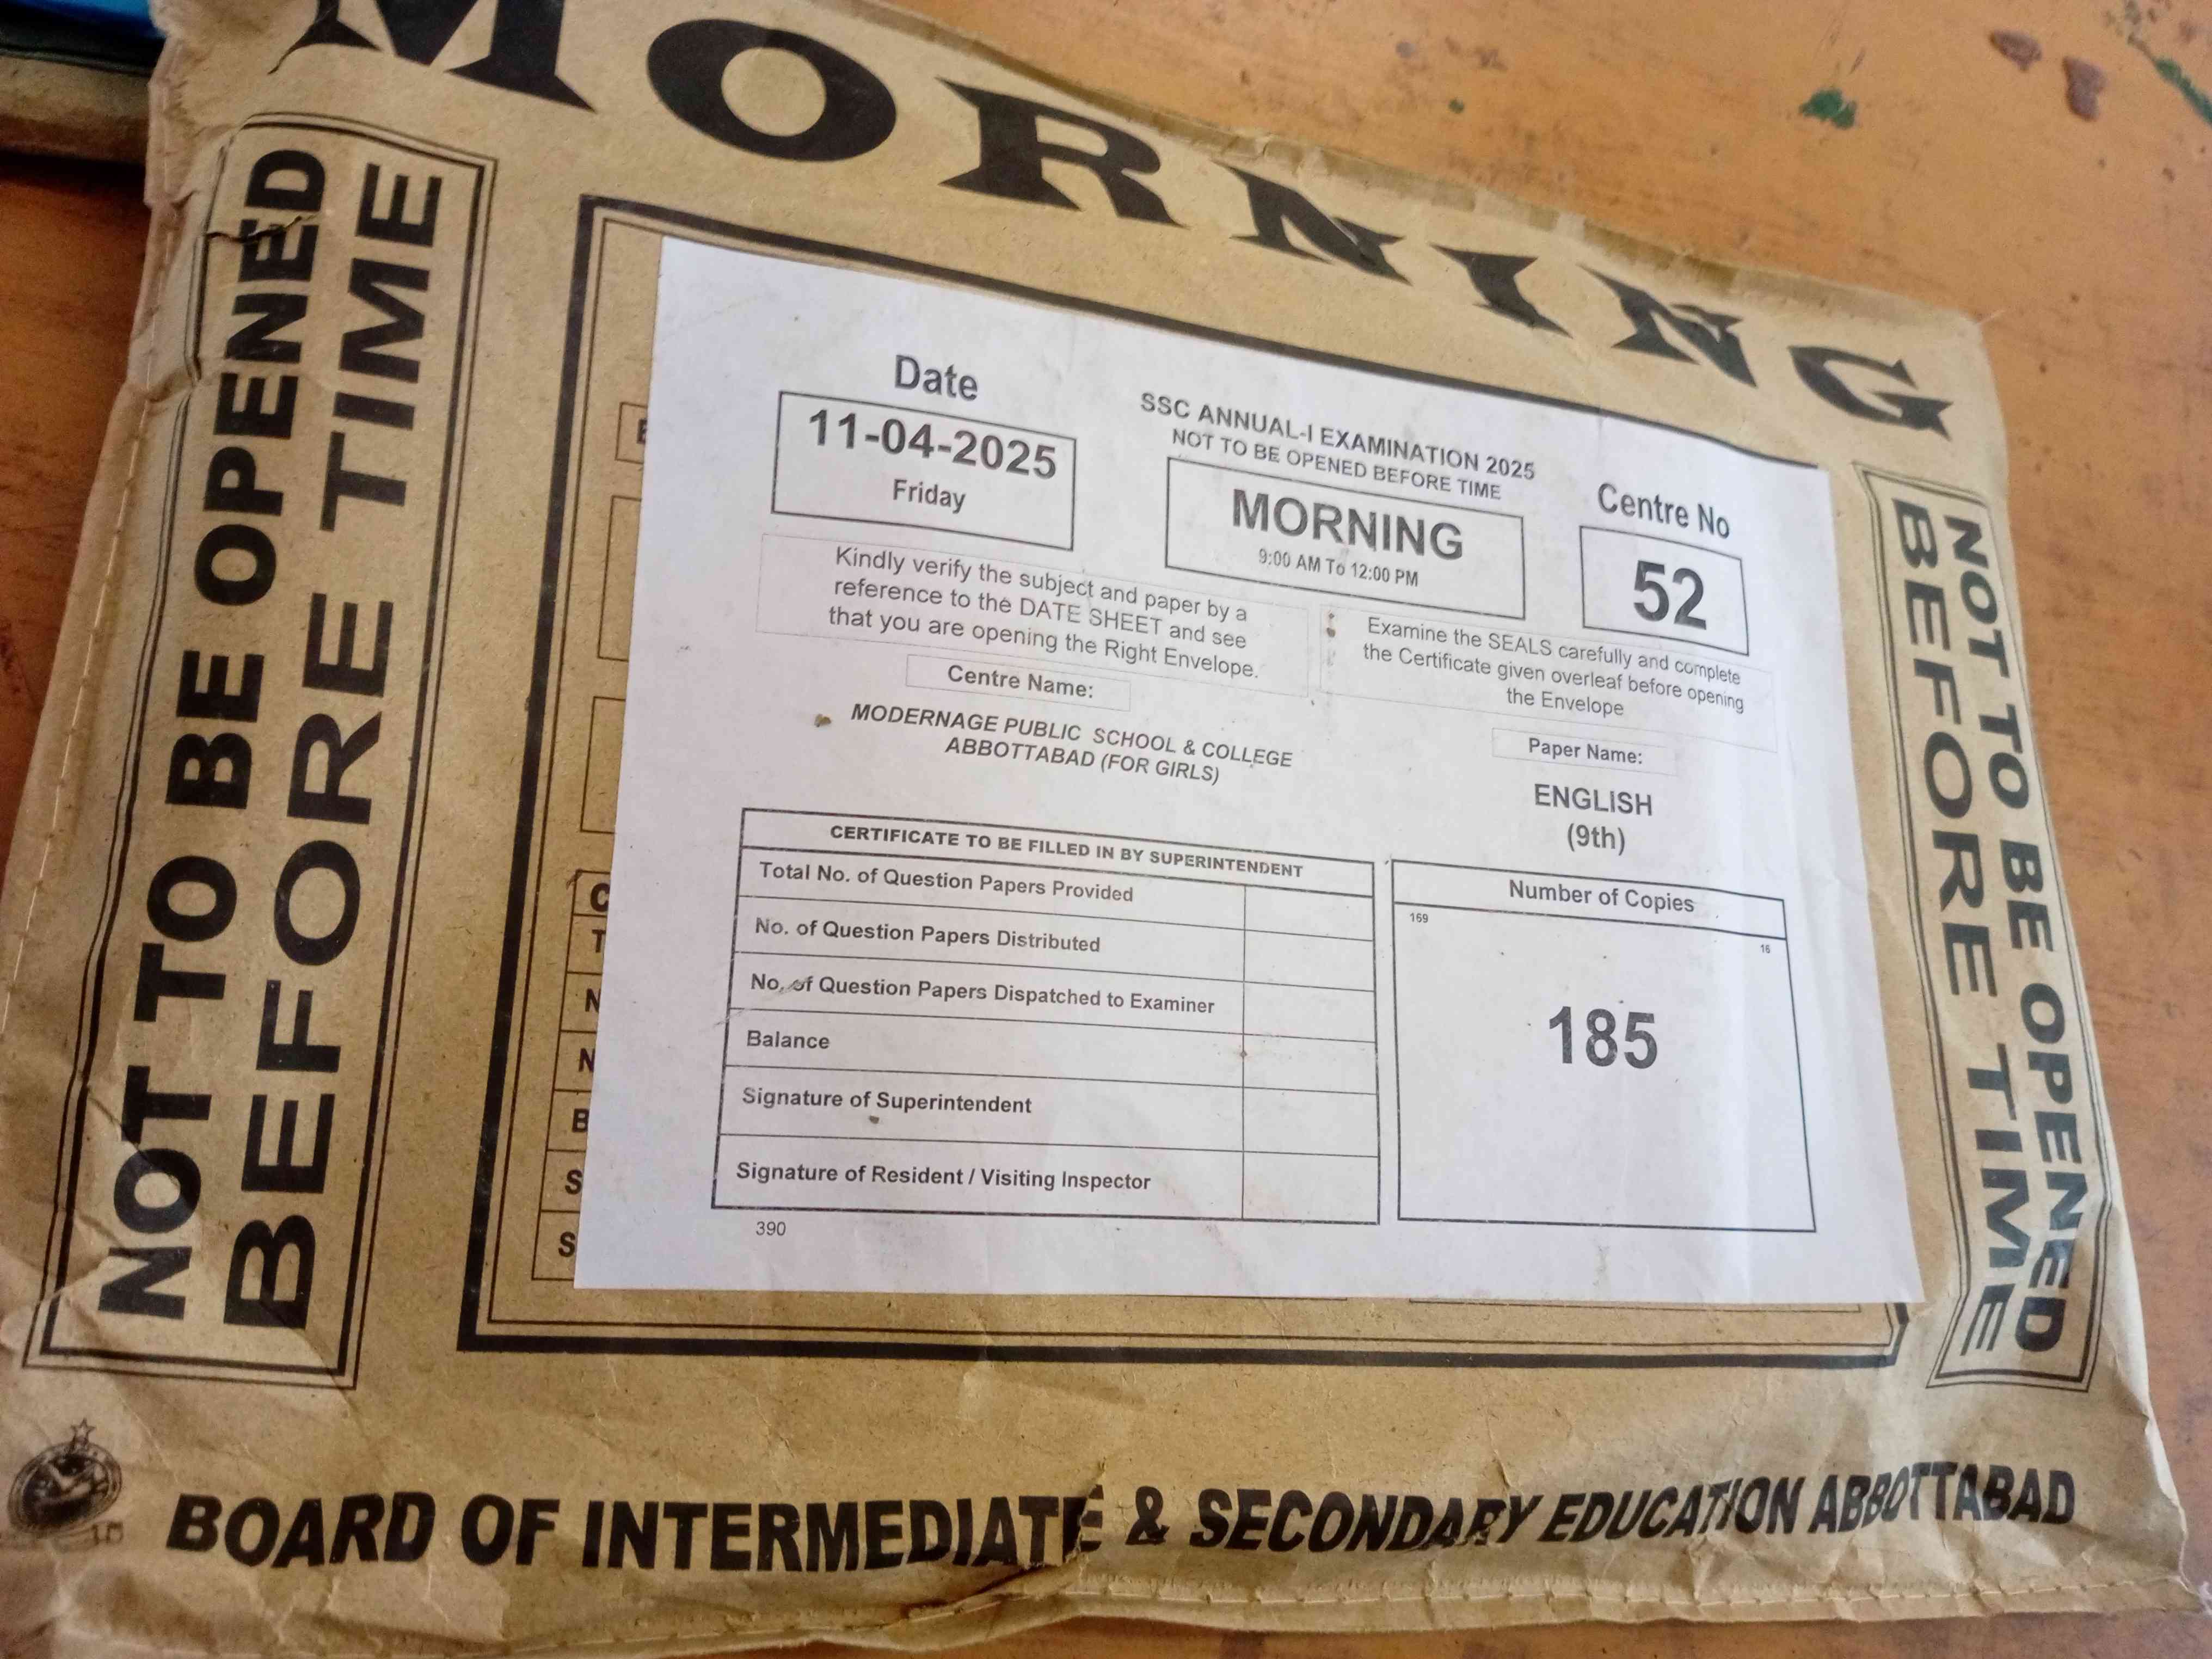 MORNING
NOT TO BE OPENED
BEFORE TIME
Date
11-04-2025
Friday
SSC ANNUAL-I EXAMINATION 2025
NOT TO BE OPENED BEFORE TIME
MORNING
9:00 AM To 12:00 PM
Centre No
52
Kindly verify the subject and paper by a
reference to the DATE SHEET and see
that you are opening the Right Envelope.
Examine the SEALS carefully and complete
the Certificate given overleaf before opening
the Envelope
Centre Name:
MODERNAGE PUBLIC SCHOOL & COLLEGE
ABBOTTABAD (FOR GIRLS)
Paper Name:
ENGLISH
(9th)
CERTIFICATE TO BE FILLED IN BY SUPERINTENDENT
Total No. of Question Papers Provided
No. of Question Papers Distributed
No. of Question Papers Dispatched to Examiner
Balance
Signature of Superintendent
Signature of Resident / Visiting Inspector
Number of Copies
169
16
185
390
NOT TO BE OPENED
BEFORE TIME
BOARD OF INTERMEDIATE & SECONDARY EDUCATION ABBOTTABAD